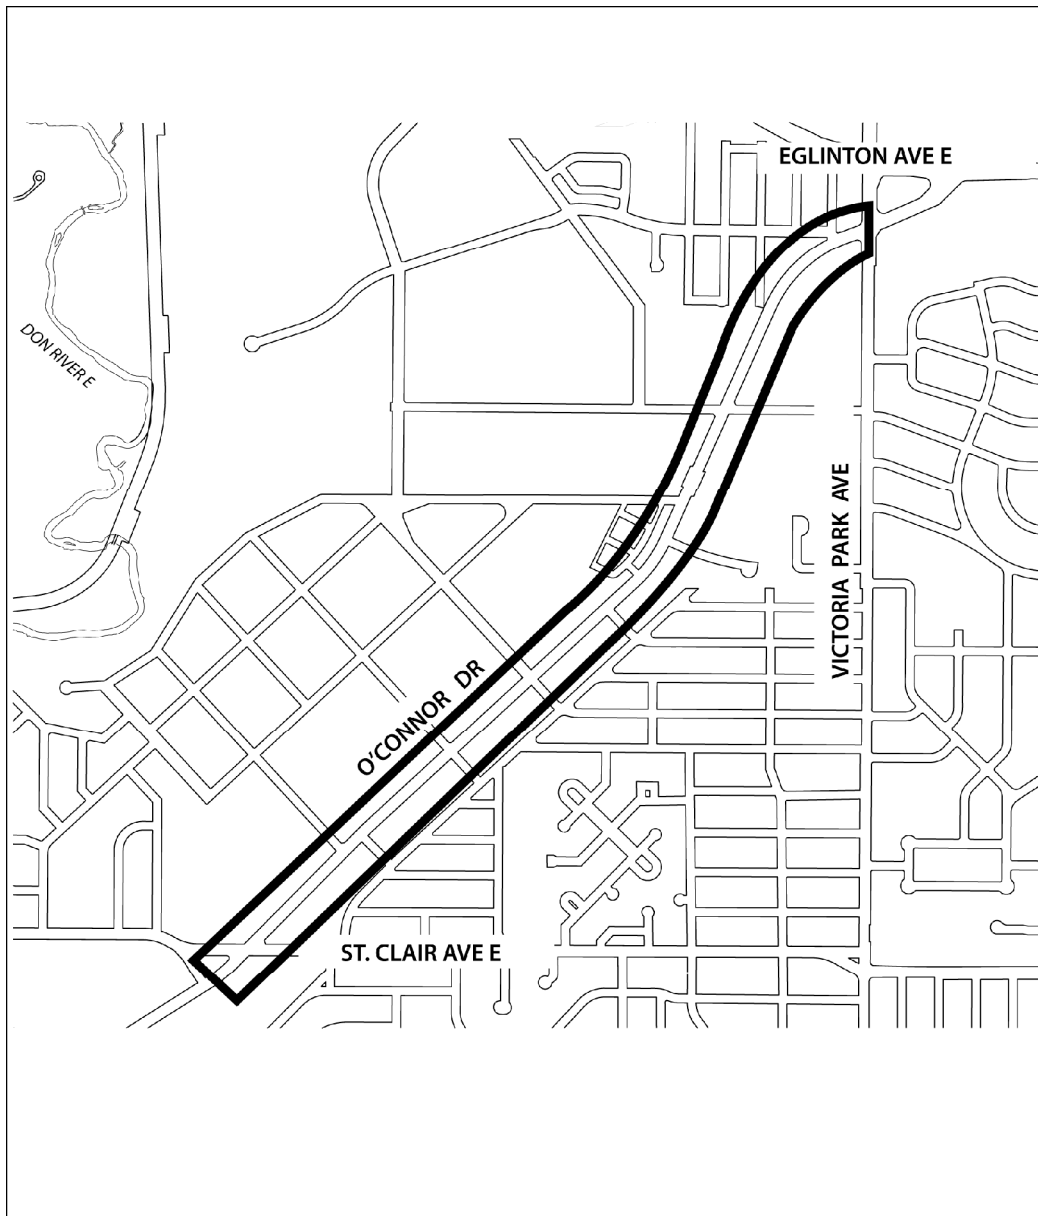 EGLINTON AVE E
DON RIVER E
VICTORIA PARK AVE
O'CONNOR DR
ST. CLAIR AVE E